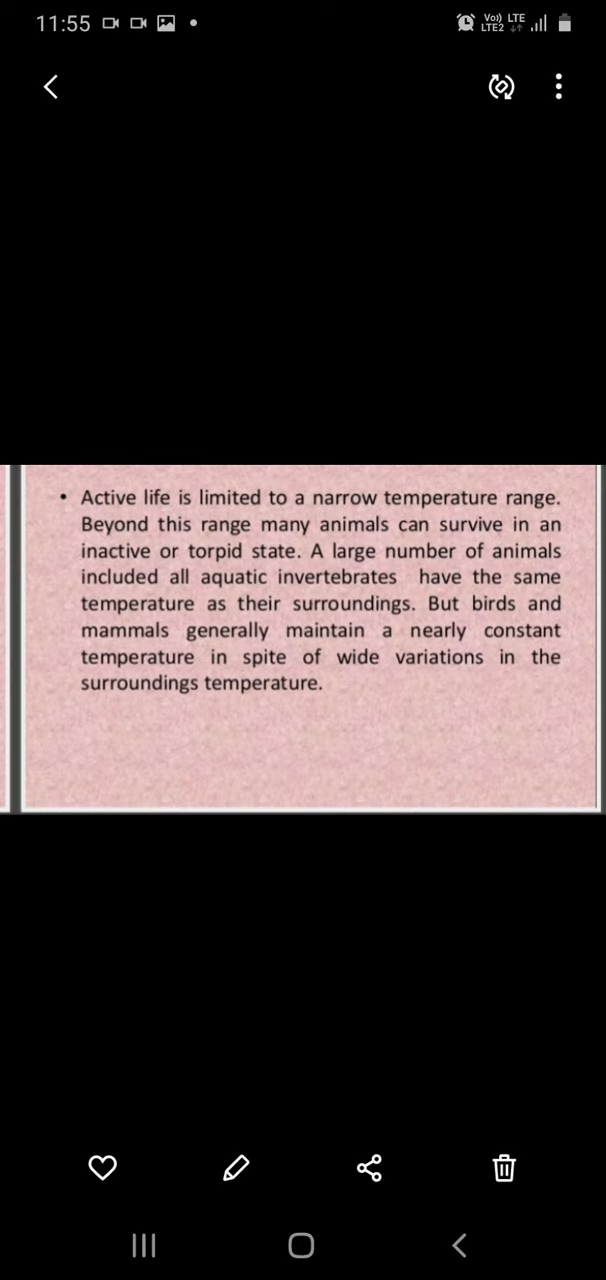 11:55
Vo)) LTE
LTE2
• Active life is limited to a narrow temperature range.
Beyond this range many animals can survive in an
inactive or torpid state. A large number of animals
included all aquatic invertebrates have the same
temperature as their surroundings. But birds and
mammals generally maintain a nearly constant
temperature in spite of wide variations in the
surroundings temperature.